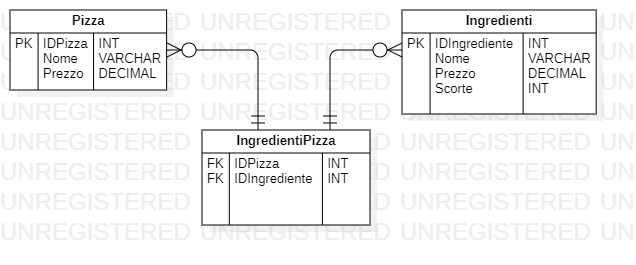 Pizza
PK IDPizza INT
Nome VARCHAR
Prezzo DECIMAL
Ingredienti
PK IDIngrediente INT
Nome VARCHAR
Prezzo DECIMAL
Scorte INT
IngredientiPizza
FK IDPizza INT
FK IDIngrediente INT
UNREGISTERED UNREGISTERED UNREGISTERED
UNREGISTERED UNREGISTERED UNREGISTERED
UNREGISTERED UNREGISTERED UNREGISTERED
UNREGISTERED UNREGISTERED UNREGISTERED
UNREGISTERED UNREGISTERED UNREGISTERED
UNREGISTERED UNREGISTERED UNREGISTERED
UNREGISTERED UNREGISTERED UNREGISTERED
UNREGISTERED UNREGISTERED UNREGISTERED